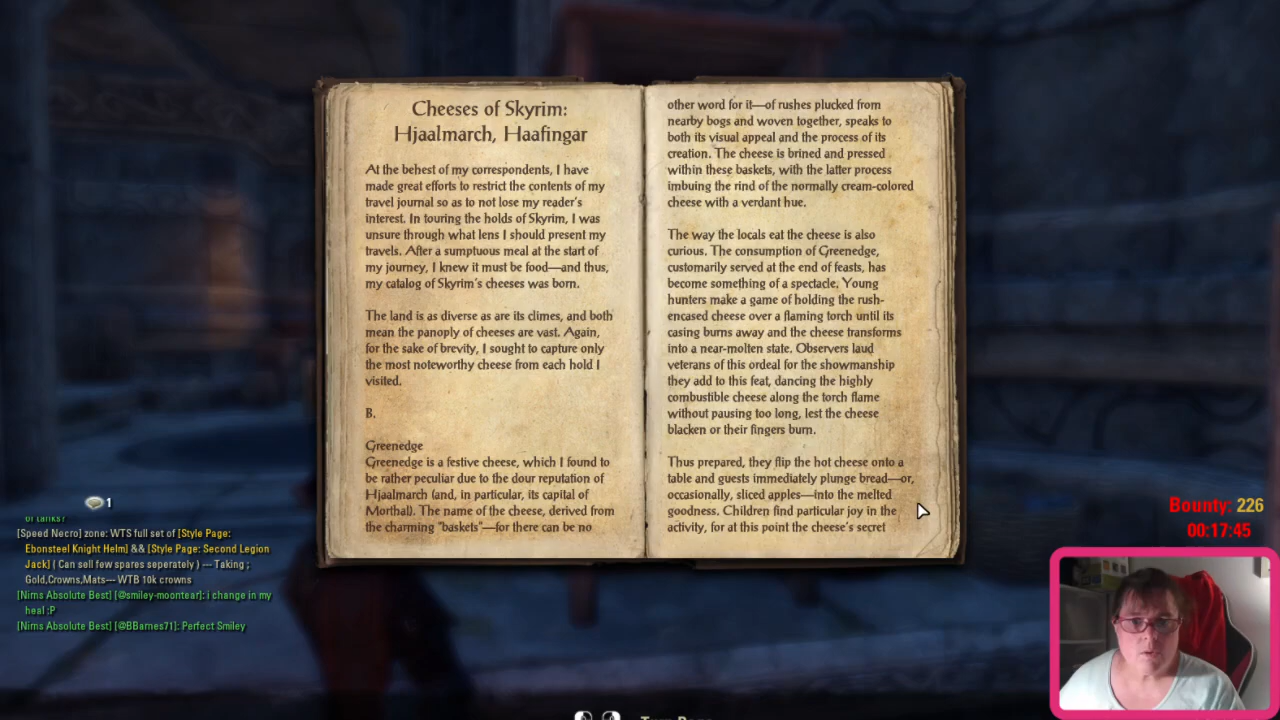 Cheeses of Skyrim:
Hjaalmarch, Haafingar
At the behest of my correspondents, I have
made great efforts to restrict the contents of my
travel journal so as to not lose my reader's
interest. In touring the holds of Skyrim, I was
unsure through what lens I should present my
travels. After a sumptuous meal at the start of
my journey, I knew it must be food—and thus,
my catalog of Skyrim's cheeses was born.
The land is as diverse as are its climes, and both
mean the panoply of cheeses are vast. Again,
for the sake of brevity, I sought to capture only
the most noteworthy cheese from each hold I
visited.
B.
Greenedge
Greenedge is a festive cheese, which I found to
be rather peculiar due to the dour reputation of
Hjaalmarch (and, in particular, its capital of
Morthal). The name of the cheese, derived from
the charming "baskets"—for there can be no
other word for it—of rushes plucked from
nearby bogs and woven together, speaks to
both its visual appeal and the process of its
creation. The cheese is brined and pressed
within these baskets, with the latter process
imbuing the rind of the normally cream-colored
cheese with a verdant hue.
The way the locals eat the cheese is also
curious. The consumption of Greenedge,
customarily served at the end of feasts, has
become something of a spectacle. Young
hunters make a game of holding the rush-
encased cheese over a flaming torch until its
casing burns away and the cheese transforms
into a near-molten state. Observers laud
veterans of this ordeal for the showmanship
they add to this feat, dancing the highly
combustible cheese along the torch flame
without pausing too long, lest the cheese
blacken or their fingers burn.
Thus prepared, they flip the hot cheese onto a
table and guests immediately plunge bread—or,
occasionally, sliced apples—into the melted
goodness. Children find particular joy in the
activity, for at this point the cheese's secret
1
of tanks?
[Speed Necro] zone: WTS full set of [Style Page:
Ebonsteel Knight Helm] && [Style Page: Second Legion
Jack] ( Can sell few spares seperately ) --- Taking ;
Gold,Crowns,Mats--- WTB 10k crowns
[Nirns Absolute Best] [@smiley-moontear]: i change in my
heal :P
[Nirns Absolute Best] [@BBarnes71]: Perfect Smiley
Bounty: 226
00:17:45